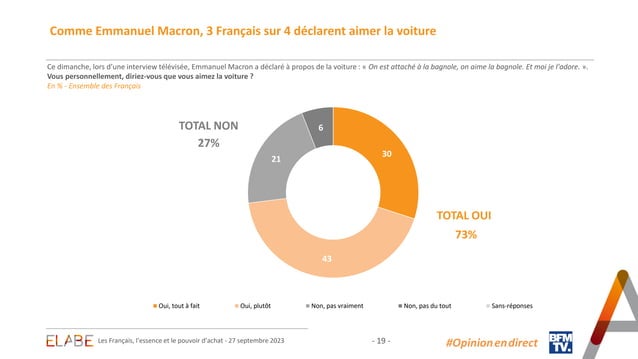 Comme Emmanuel Macron, 3 Français sur 4 déclarent aimer la voiture
Ce dimanche, lors d'une interview télévisée, Emmanuel Macron a déclaré à propos de la voiture : « On est attaché à la bagnole, on aime la bagnole. Et moi je l'adore. ».
Vous personnellement, diriez-vous que vous aimez la voiture ?
En % - Ensemble des Français
TOTAL NON
27%
6
30
21
43
TOTAL OUI
73%
Oui, tout à fait
Oui, plutôt
Non, pas vraiment
Non, pas du tout
Sans-réponses
ELABE
Les Français, l'essence et le pouvoir d'achat - 27 septembre 2023
- 19 -
#Opinionendirect
BFM
TV.